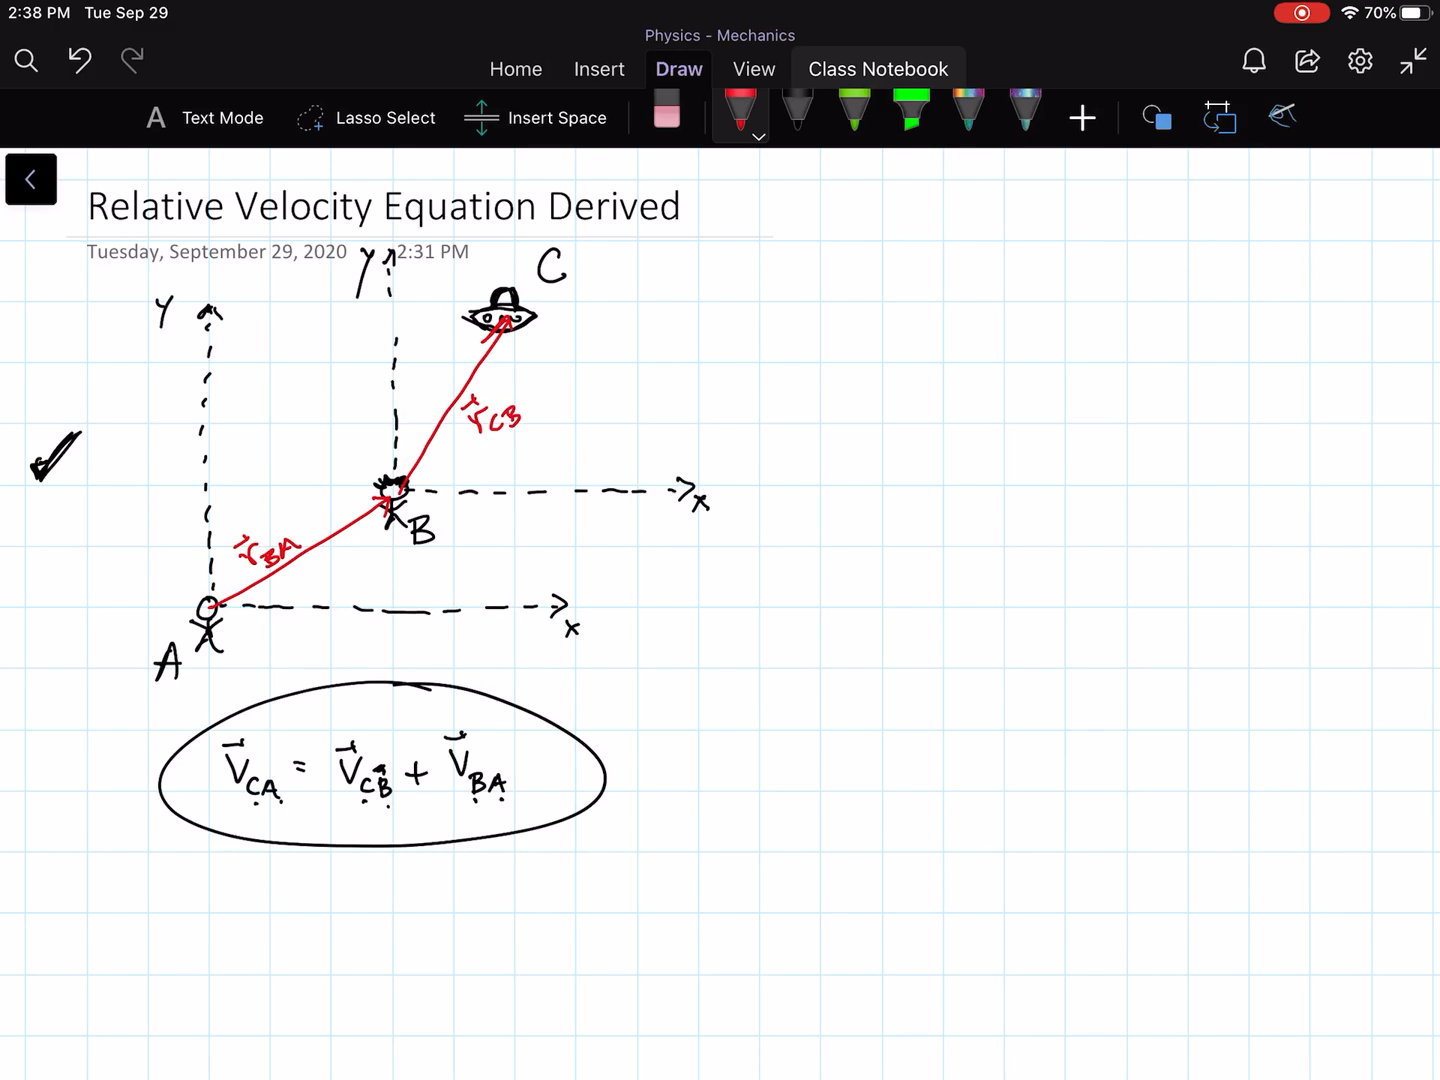 2:38 PM Tue Sep 29
70%
Physics - Mechanics
Home Insert Draw View Class Notebook
Text Mode Lasso Select Insert Space
Relative Velocity Equation Derived
Tuesday, September 29, 2020 2:31 PM
Y
C
Y
r⃗CB
x
B
r⃗BA
x
A
V⃗CA = V⃗CB + V⃗BA